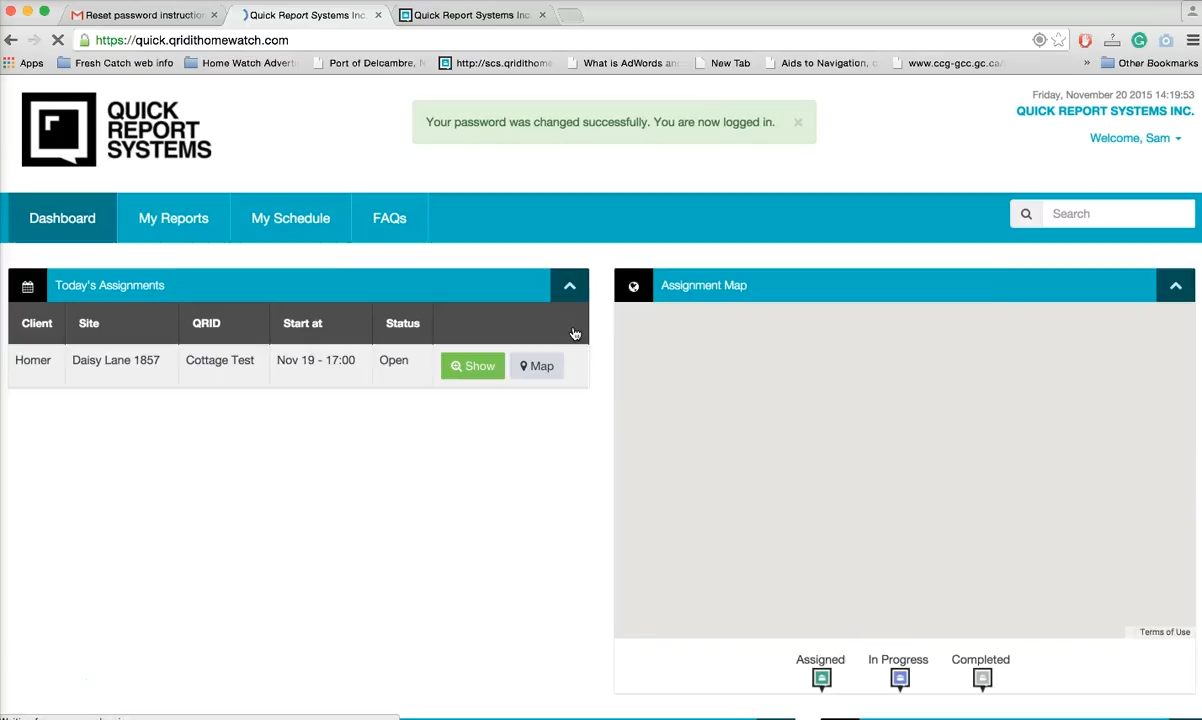 Reset password instruction
Quick Report Systems Inc.
Quick Report Systems Inc.
https://quick.qridithomewatch.com
Apps
Fresh Catch web info
Home Watch Advert
Port of Delcambre, N
http://scs.qridithome
What is AdWords and
New Tab
Aids to Navigation,
www.ccg-gcc.gc.ca/
»
Other Bookmarks
QUICK
REPORT
SYSTEMS
Your password was changed successfully. You are now logged in. ×
Friday, November 20 2015 14:19:53
QUICK REPORT SYSTEMS INC.
Welcome, Sam
Dashboard
My Reports
My Schedule
FAQs
Search
Today's Assignments
Client Site QRID Start at Status
Homer Daisy Lane 1857 Cottage Test Nov 19 - 17:00 Open Show Map
Assignment Map
Terms of Use
Assigned In Progress Completed